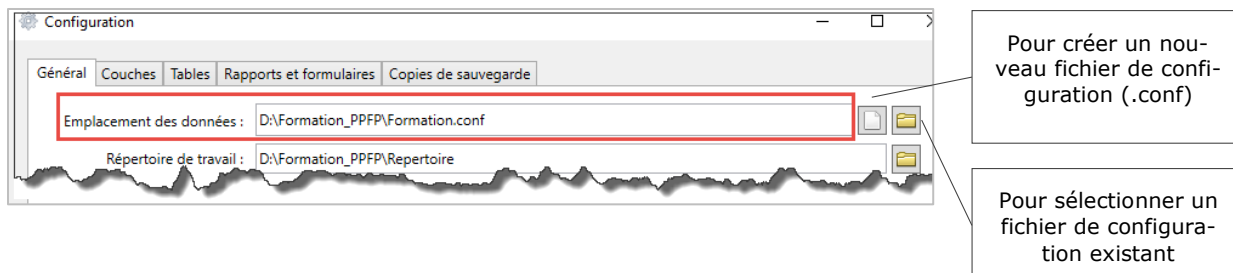 Configuration
Général Couches Tables Rapports et formulaires Copies de sauvegarde
Emplacement des données : D:\Formation_PPFP\Formation.conf
Répertoire de travail : D:\Formation_PPFP\Repertoire
Pour créer un nou-
veau fichier de confi-
guration (.conf)
Pour sélectionner un
fichier de configura-
tion existant